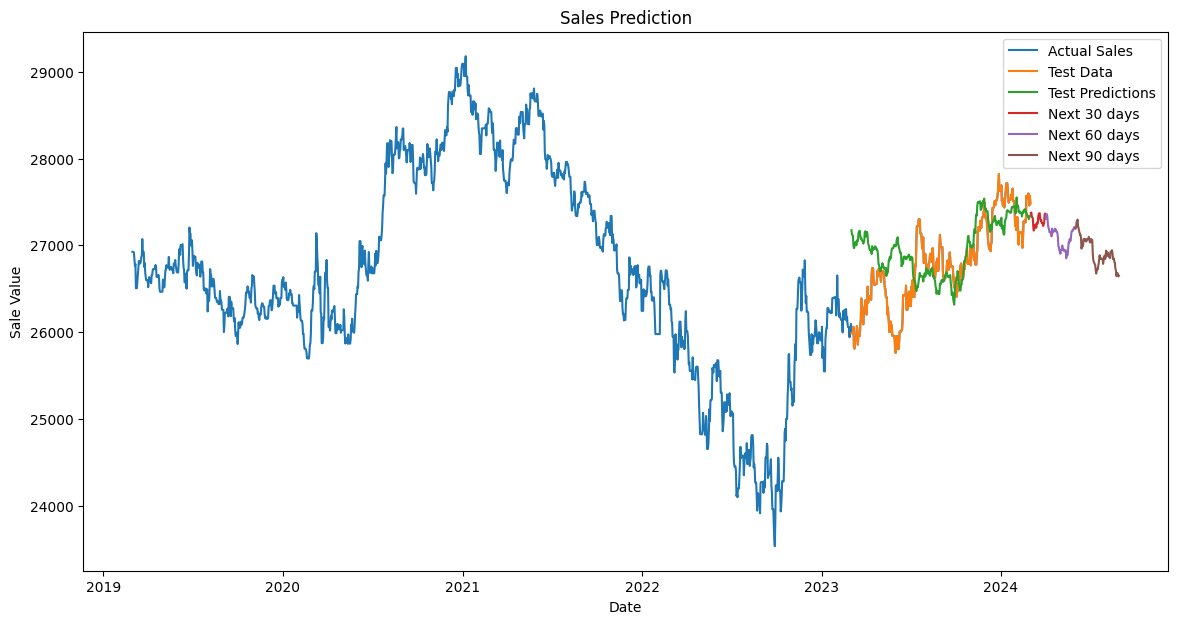 Sales Prediction
Actual Sales
Test Data
Test Predictions
Next 30 days
Next 60 days
Next 90 days
Sale Value
29000
28000
27000
26000
25000
24000
2019
2020
2021
2022
2023
2024
Date